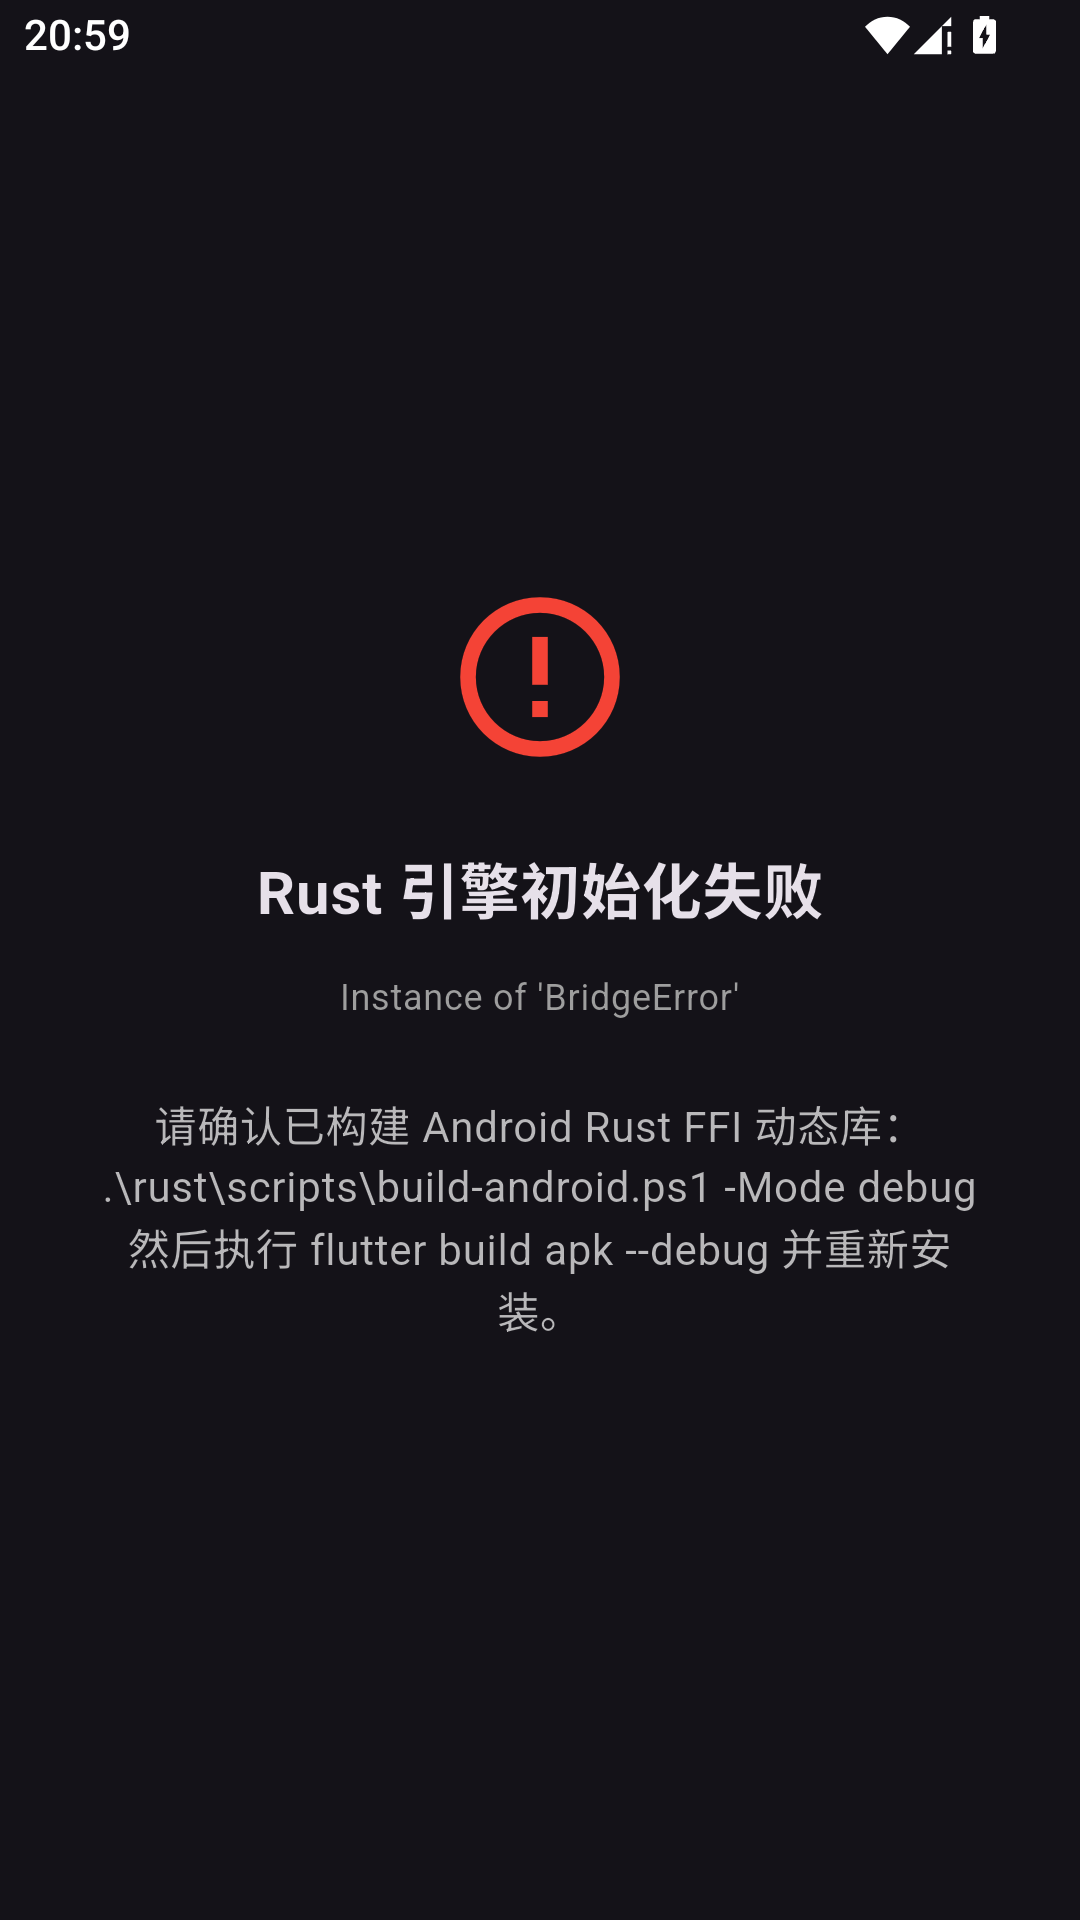 20:59
Rust 引擎初始化失败
Instance of 'BridgeError'
请确认已构建 Android Rust FFI 动态库：
.\rust\scripts\build-android.ps1 -Mode debug
然后执行 flutter build apk --debug 并重新安
装。